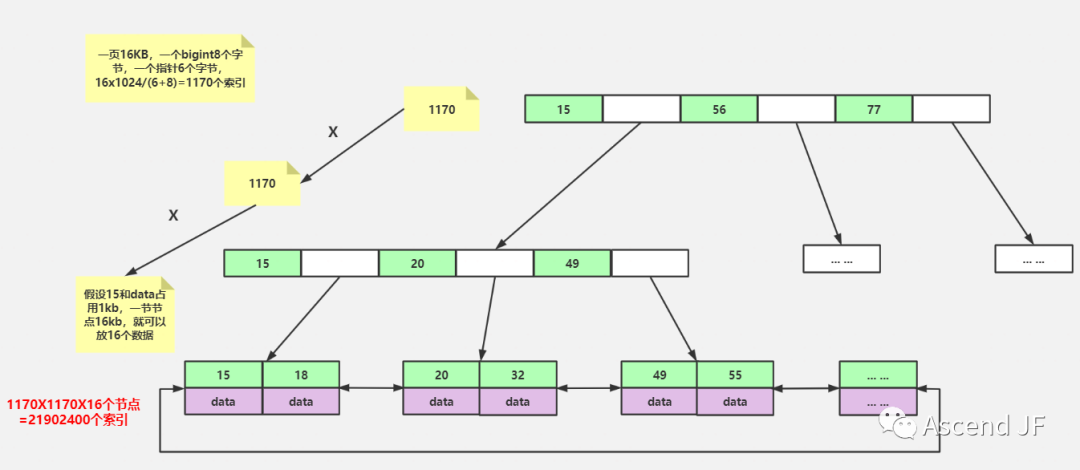 一页16KB，一个bigint8个字
节，一个指针6个字节，
16x1024/(6+8)=1170个索引
1170
15 56 77
X
1170
X
15 20 49
... ...
... ...
假设15和data占
用1kb，一节节
点16kb，就可以
放16个数据
15 18 20 32 49 55 ... ...
data data data data data data ... ...
1170X1170X16个节点
=21902400个索引
Ascend JF